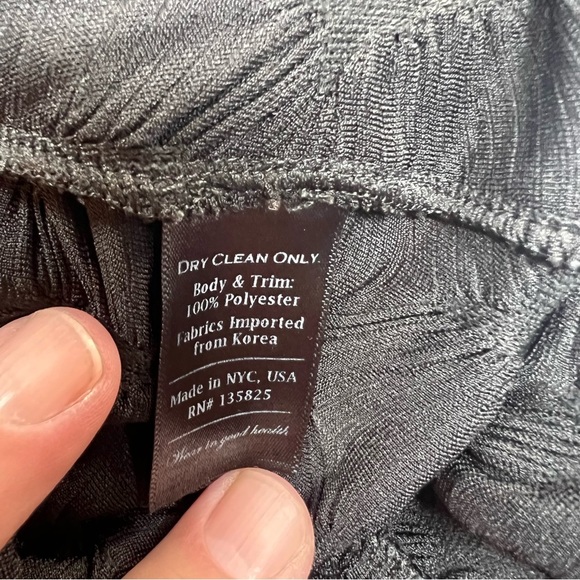 DRY CLEAN ONLY.
Body & Trim:
100% Polyester
Fabrics Imported
from Korea
Made in NYC, USA
RN# 135825
Wear in good health.